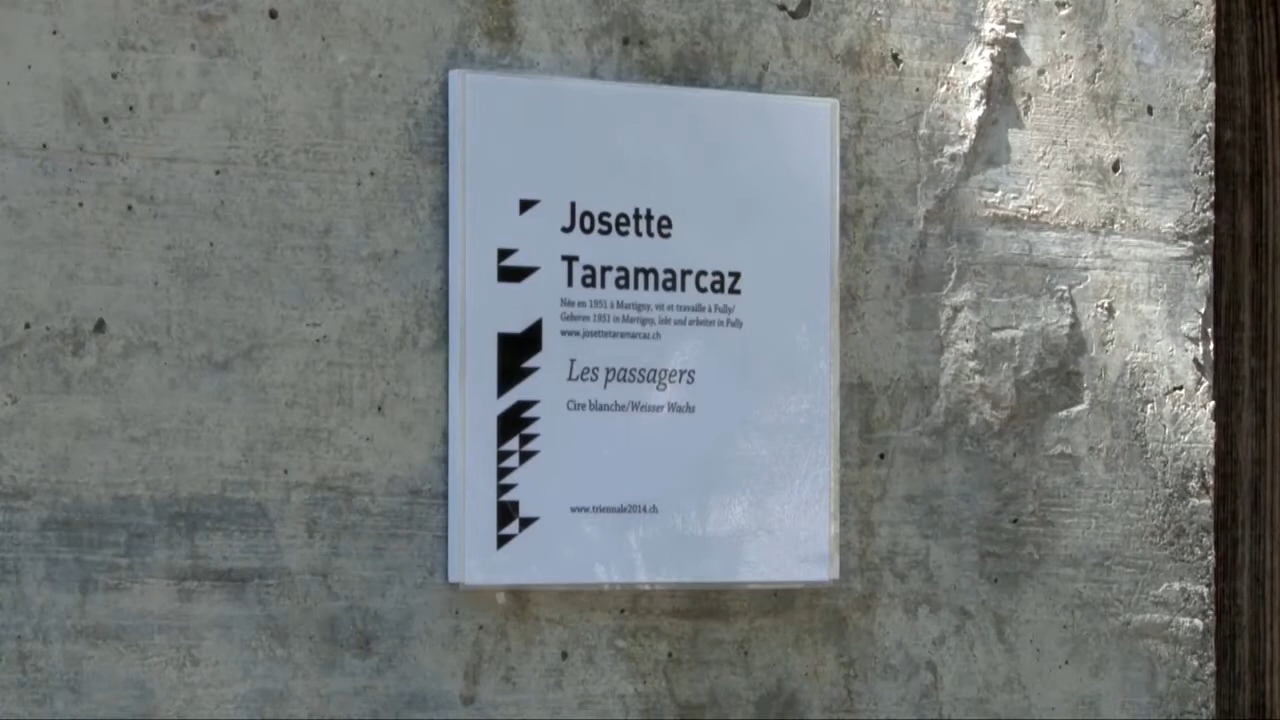 Josette
Taramarcaz
Née en 1951 à Martigny, vit et travaille à Fully/
Geboren 1951 in Martigny, lebt und arbeitet in Fully
www.josettetaramarcaz.ch
Les passagers
Cire blanche/Weisser Wachs
www.triennale2014.ch